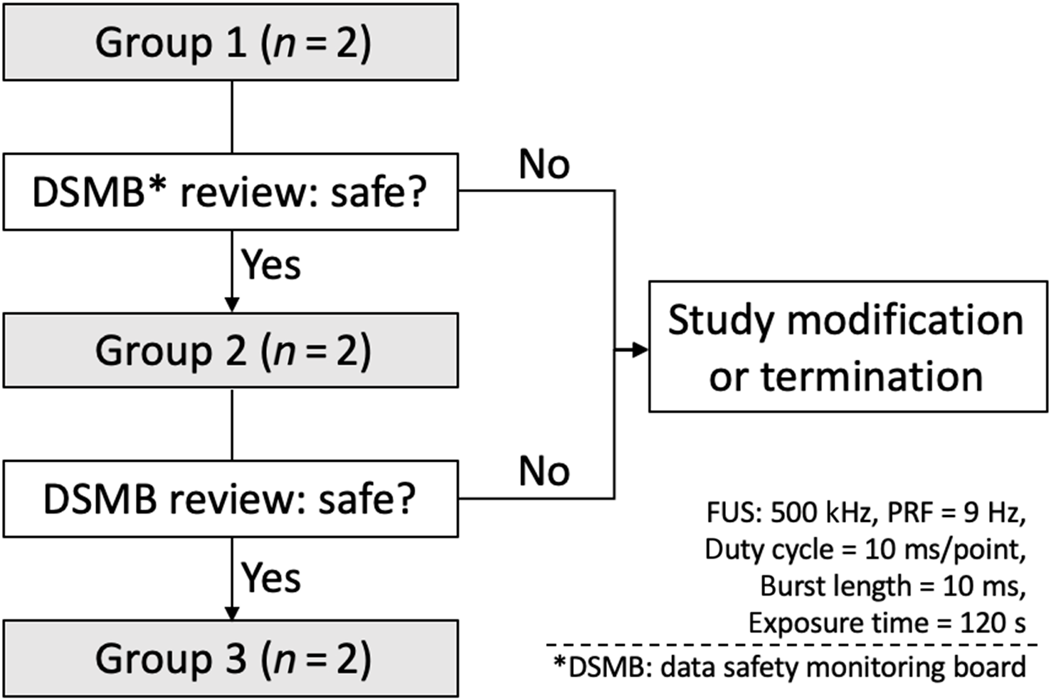 Group 1 (n = 2)
DSMB* review: safe?
No
Yes
Group 2 (n = 2)
Study modification
or termination
DSMB review: safe?
No
Yes
Group 3 (n = 2)
FUS: 500 kHz, PRF = 9 Hz,
Duty cycle = 10 ms/point,
Burst length = 10 ms,
Exposure time = 120 s
*DSMB: data safety monitoring board